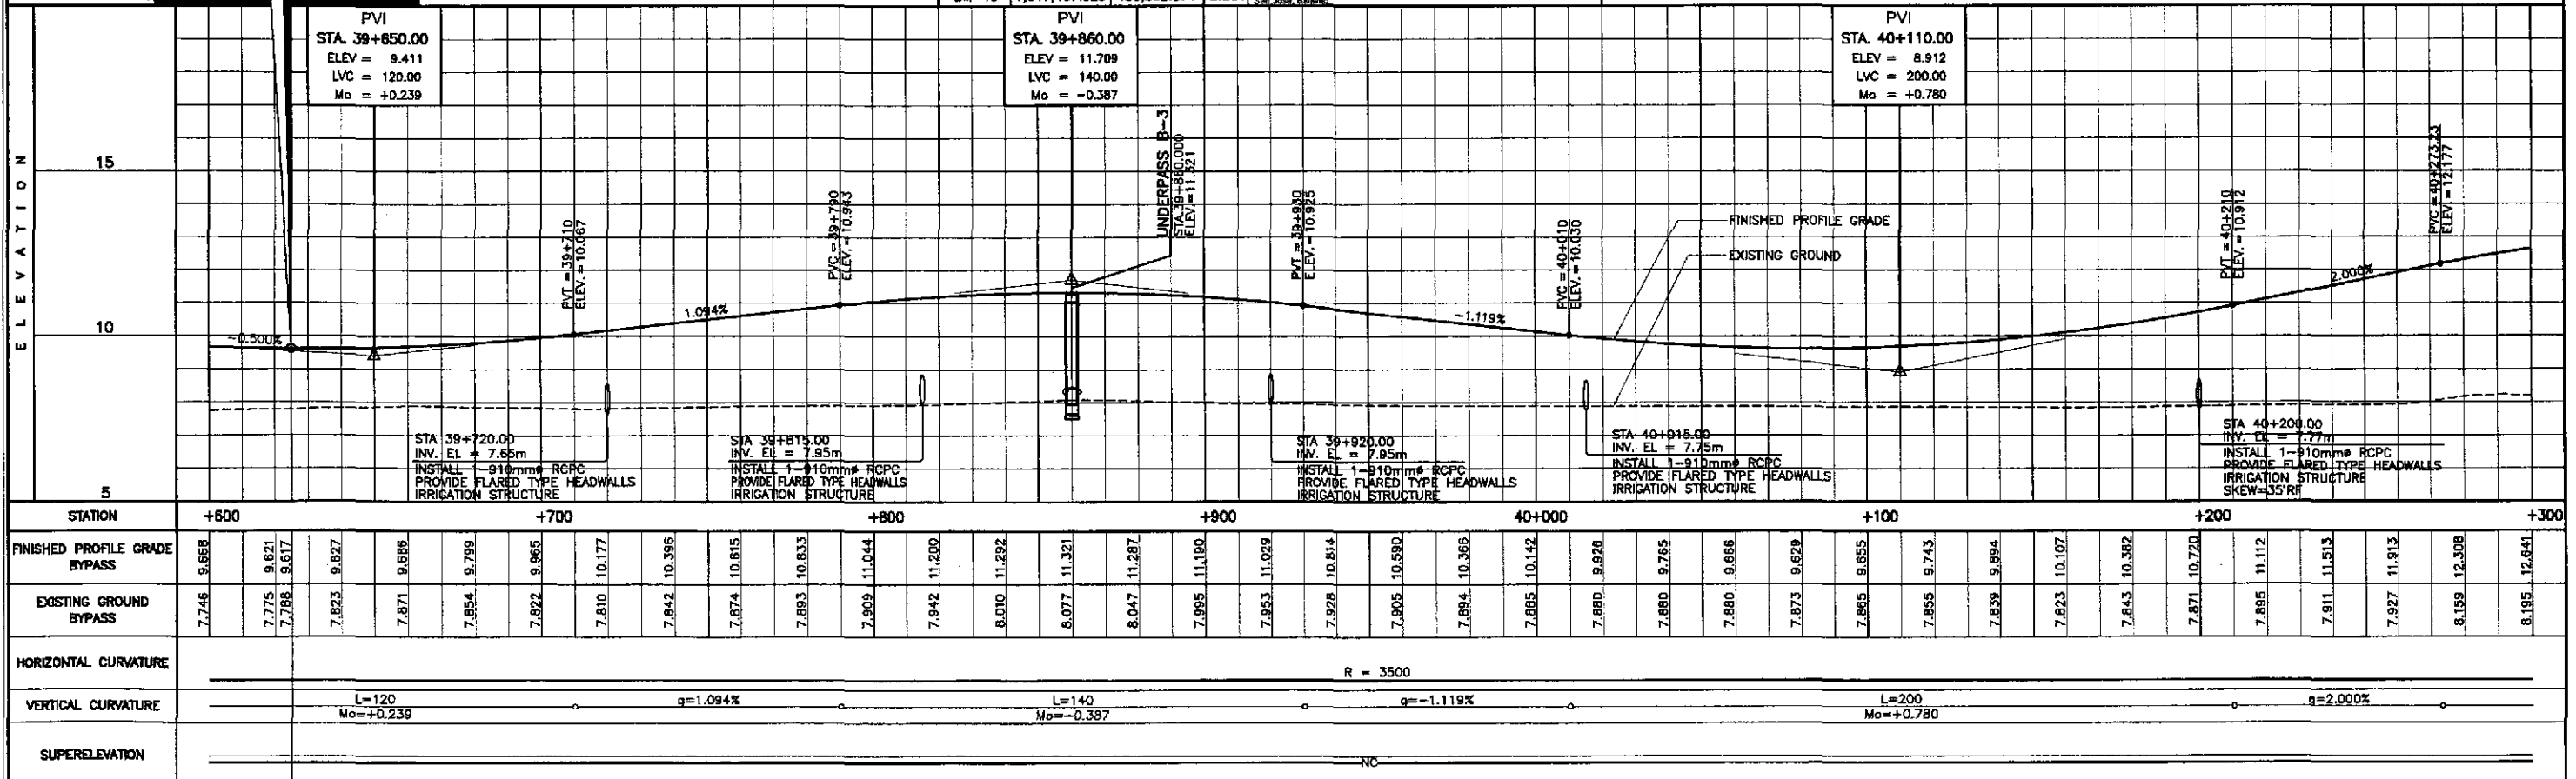 PVI
STA. 39+650.00
ELEV = 9.411
LVC = 120.00
Mo = +0.239
PVI
STA. 39+860.00
ELEV = 11.709
LVC = 140.00
Mo = -0.387
PVI
STA. 40+110.00
ELEV = 8.912
LVC = 200.00
Mo = +0.780
ELEVATION
15
10
5
-0.500%
PVT = 39+710
ELEV. = 10.067
1.094%
PVC = 39+790
ELEV. = 10.943
UNDERPASS B-3
STA.39+860.000
ELEV.=11.321
PVT = 39+930
ELEV. = 10.925
-1.119%
PVC = 40+010
ELEV. = 10.030
FINISHED PROFILE GRADE
EXISTING GROUND
PVT = 40+210
ELEV. = 10.912
2.000%
PVC = 40+273.23
ELEV = 12.177
STA 39+720.00
INV. EL = 7.65m
INSTALL 1-910mmø RCPC
PROVIDE FLARED TYPE HEADWALLS
IRRIGATION STRUCTURE
STA 39+815.00
INV. EL = 7.95m
INSTALL 1-910mmø RCPC
PROVIDE FLARED TYPE HEADWALLS
IRRIGATION STRUCTURE
STA 39+920.00
INV. EL = 7.95m
INSTALL 1-910mmø RCPC
PROVIDE FLARED TYPE HEADWALLS
IRRIGATION STRUCTURE
STA 40+015.00
INV. EL = 7.75m
INSTALL 1-910mmø RCPC
PROVIDE FLARED TYPE HEADWALLS
IRRIGATION STRUCTURE
STA 40+200.00
INV. EL = 7.77m
INSTALL 1-910mmø RCPC
PROVIDE FLARED TYPE HEADWALLS
IRRIGATION STRUCTURE
SKEW=35°RF
STATION +600 +700 +800 +900 40+000 +100 +200 +300
FINISHED PROFILE GRADE BYPASS 9.668 9.621 9.617 9.627 9.686 9.799 9.965 10.177 10.396 10.615 10.833 11.044 11.200 11.292 11.321 11.287 11.190 11.029 10.814 10.590 10.366 10.142 9.926 9.765 9.666 9.629 9.655 9.743 9.894 10.107 10.382 10.720 11.112 11.513 11.913 12.308 12.641
EXISTING GROUND BYPASS 7.746 7.775 7.788 7.823 7.871 7.854 7.822 7.810 7.842 7.874 7.893 7.909 7.942 8.010 8.077 8.047 7.995 7.953 7.928 7.905 7.894 7.885 7.880 7.880 7.880 7.873 7.865 7.855 7.839 7.823 7.843 7.871 7.895 7.911 7.927 8.159 8.195
HORIZONTAL CURVATURE R = 3500
VERTICAL CURVATURE L=120 g=1.094% L=140 g=-1.119% L=200 g=2.000%
Mo=+0.239 Mo=-0.387 Mo=+0.780
SUPERELEVATION NC